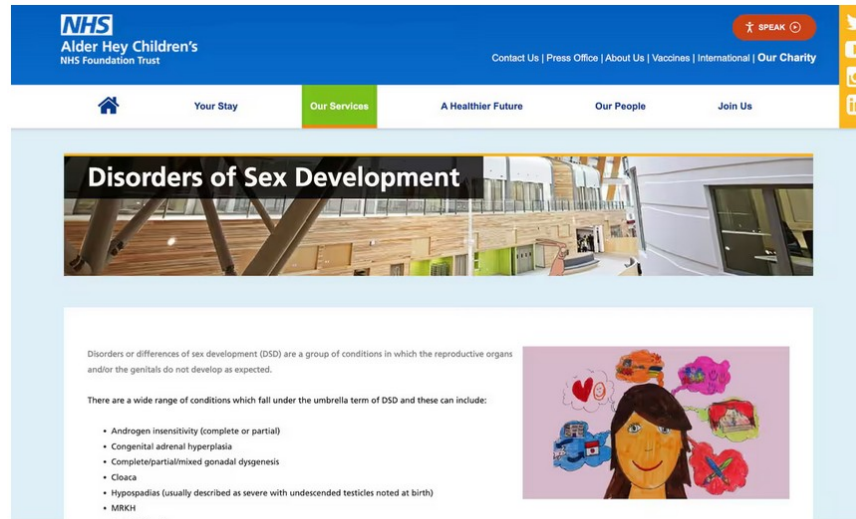 NHS
Alder Hey Children's
NHS Foundation Trust
SPEAK
Contact Us | Press Office | About Us | Vaccines | International | Our Charity
Your Stay
Our Services
A Healthier Future
Our People
Join Us
Disorders of Sex Development
Disorders or differences of sex development (DSD) are a group of conditions in which the reproductive organs
and/or the genitals do not develop as expected.
There are a wide range of conditions which fall under the umbrella term of DSD and these can include:
• Androgen insensitivity (complete or partial)
• Congenital adrenal hyperplasia
• Complete/partial/mixed gonadal dysgenesis
• Cloaca
• Hypospadias (usually described as severe with undescended testicles noted at birth)
• MRKH